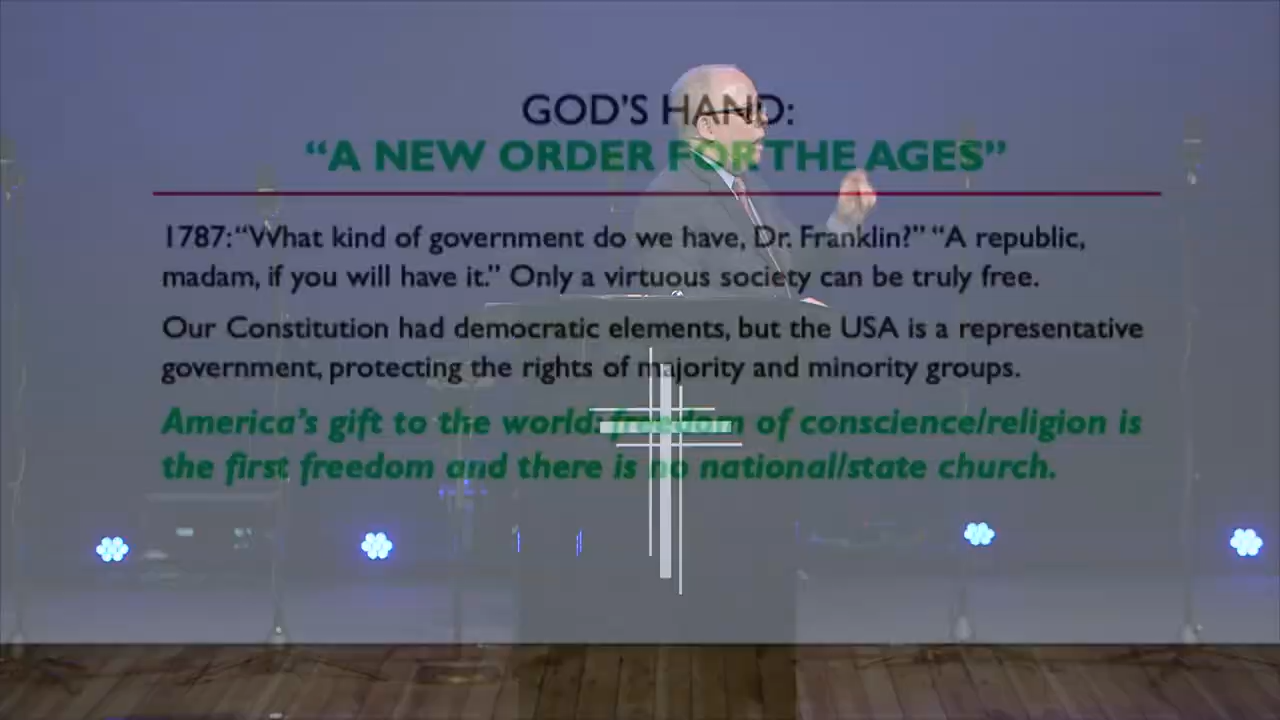 GOD'S HAND:
“A NEW ORDER FOR THE AGES”
1787: “What kind of government do we have, Dr. Franklin?” “A republic,
madam, if you will have it.” Only a virtuous society can be truly free.
Our Constitution had democratic elements, but the USA is a representative
government, protecting the rights of majority and minority groups.
America's gift to the world: freedom of conscience/religion is
the first freedom and there is no national/state church.